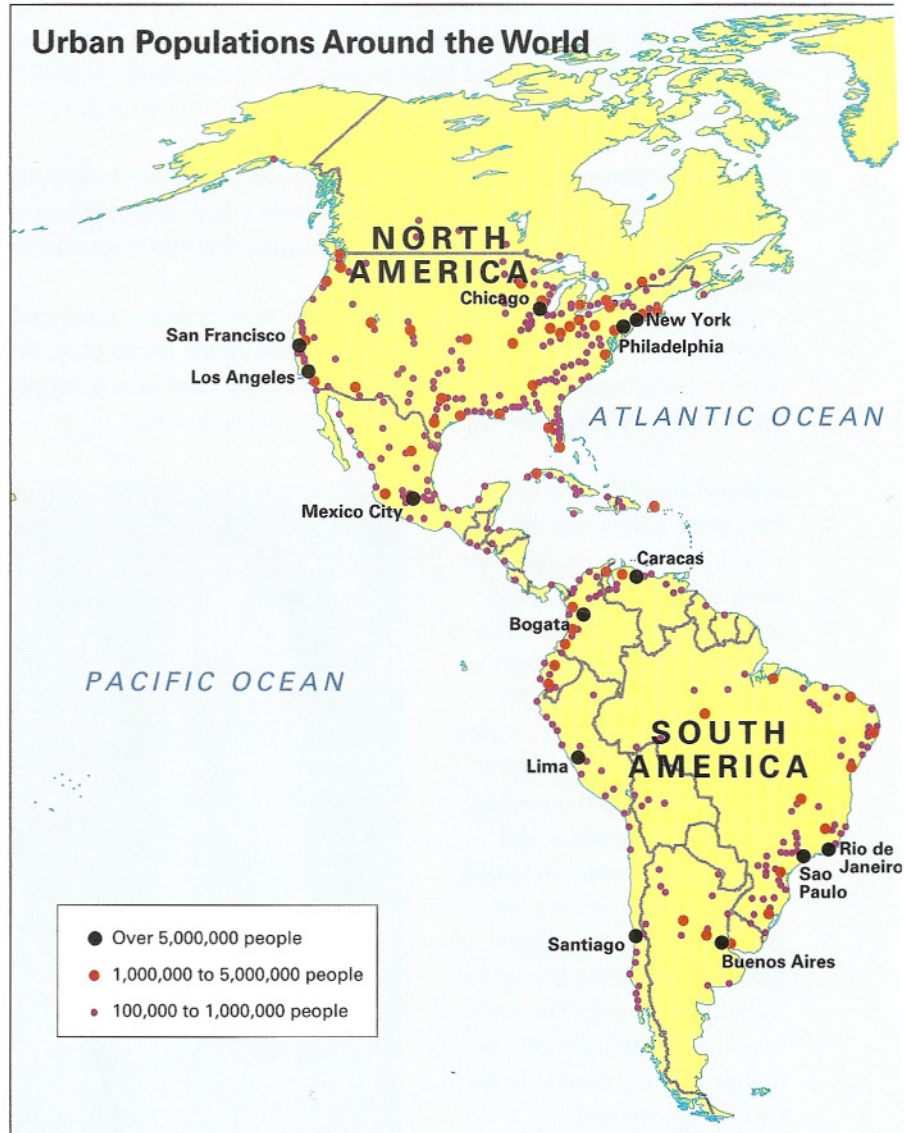 Urban Populations Around the World
NORTH
AMERICA
Chicago
New York
Philadelphia
San Francisco
Los Angeles
ATLANTIC OCEAN
Mexico City
Caracas
Bogata
PACIFIC OCEAN
SOUTH
AMERICA
Lima
Rio de
Janeiro
Sao
Paulo
Santiago
Buenos Aires
Over 5,000,000 people
1,000,000 to 5,000,000 people
100,000 to 1,000,000 people